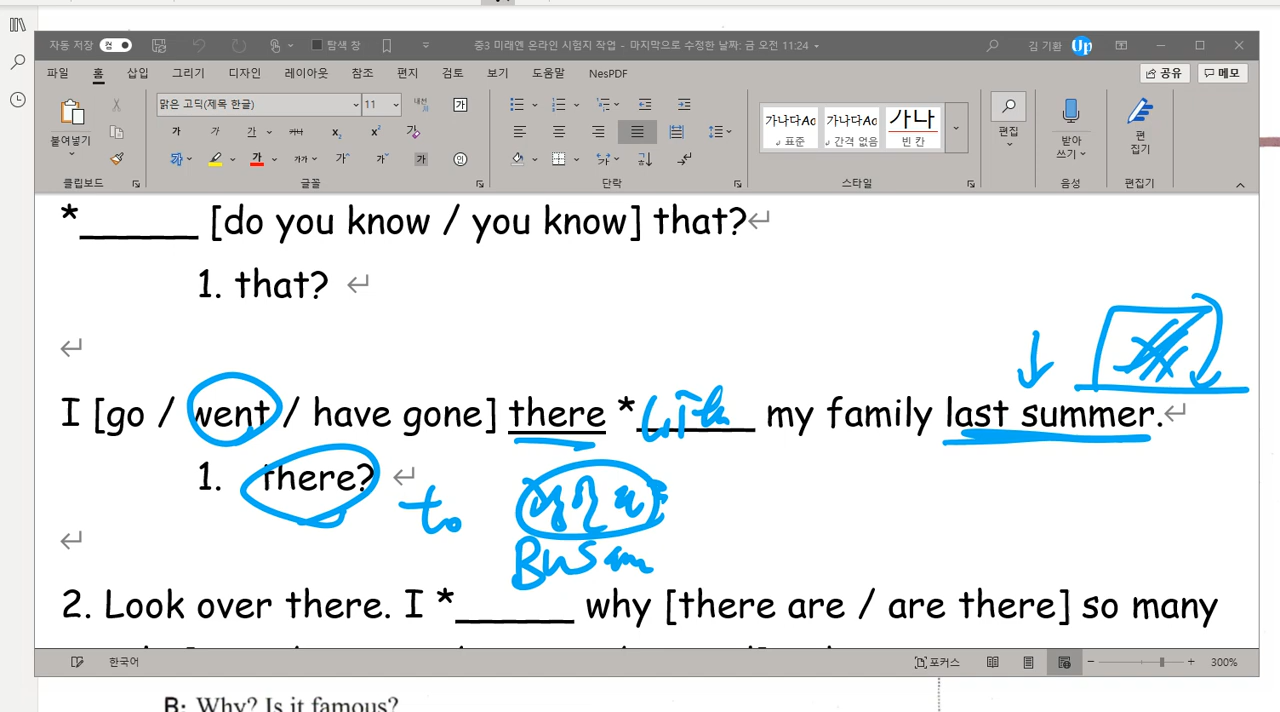 자동 저장 컴 탐색 창 중3 미래엔 온라인 시험지 작업 - 마지막으로 수정한 날짜: 금 오전 11:24 김 기환 Up
파일 홈 삽입 그리기 디자인 레이아웃 참조 편지 검토 보기 도움말 NesPDF 공유 메모
붙여넣기 맑은 고딕(제목 한글) 11 가나다AC 가나다AC 가나 편집 받아쓰기 편집기
표준 간격 없음 빈 칸
클립보드 글꼴 단락 스타일 음성 편집기
*______ [do you know / you know] that?
1. that?
I [go / went / have gone] there *with my family last summer.
1. there?
to
Busan
2. Look over there. I *______ why [there are / are there] so many
한국어 포커스 300%
B: Why? Is it famous?